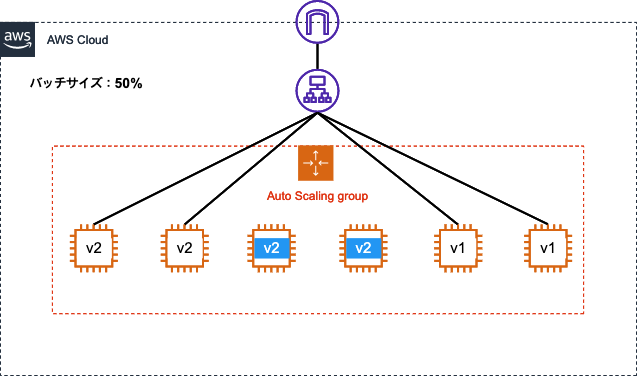 aws
AWS Cloud
バッチサイズ：50%
Auto Scaling group
v2 v2 v2 v2 v1 v1